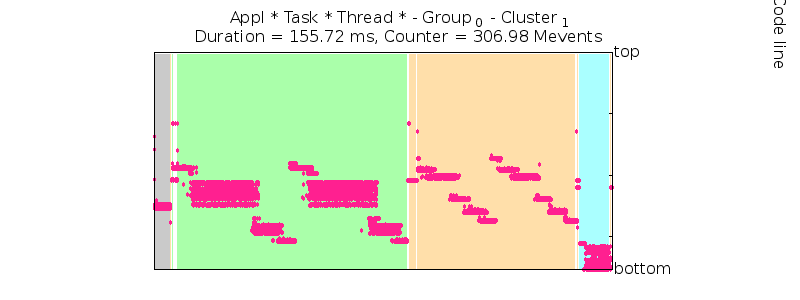 Appl * Task * Thread * - Group 0 - Cluster 1
Duration = 155.72 ms, Counter = 306.98 Mevents
top
Code line
bottom